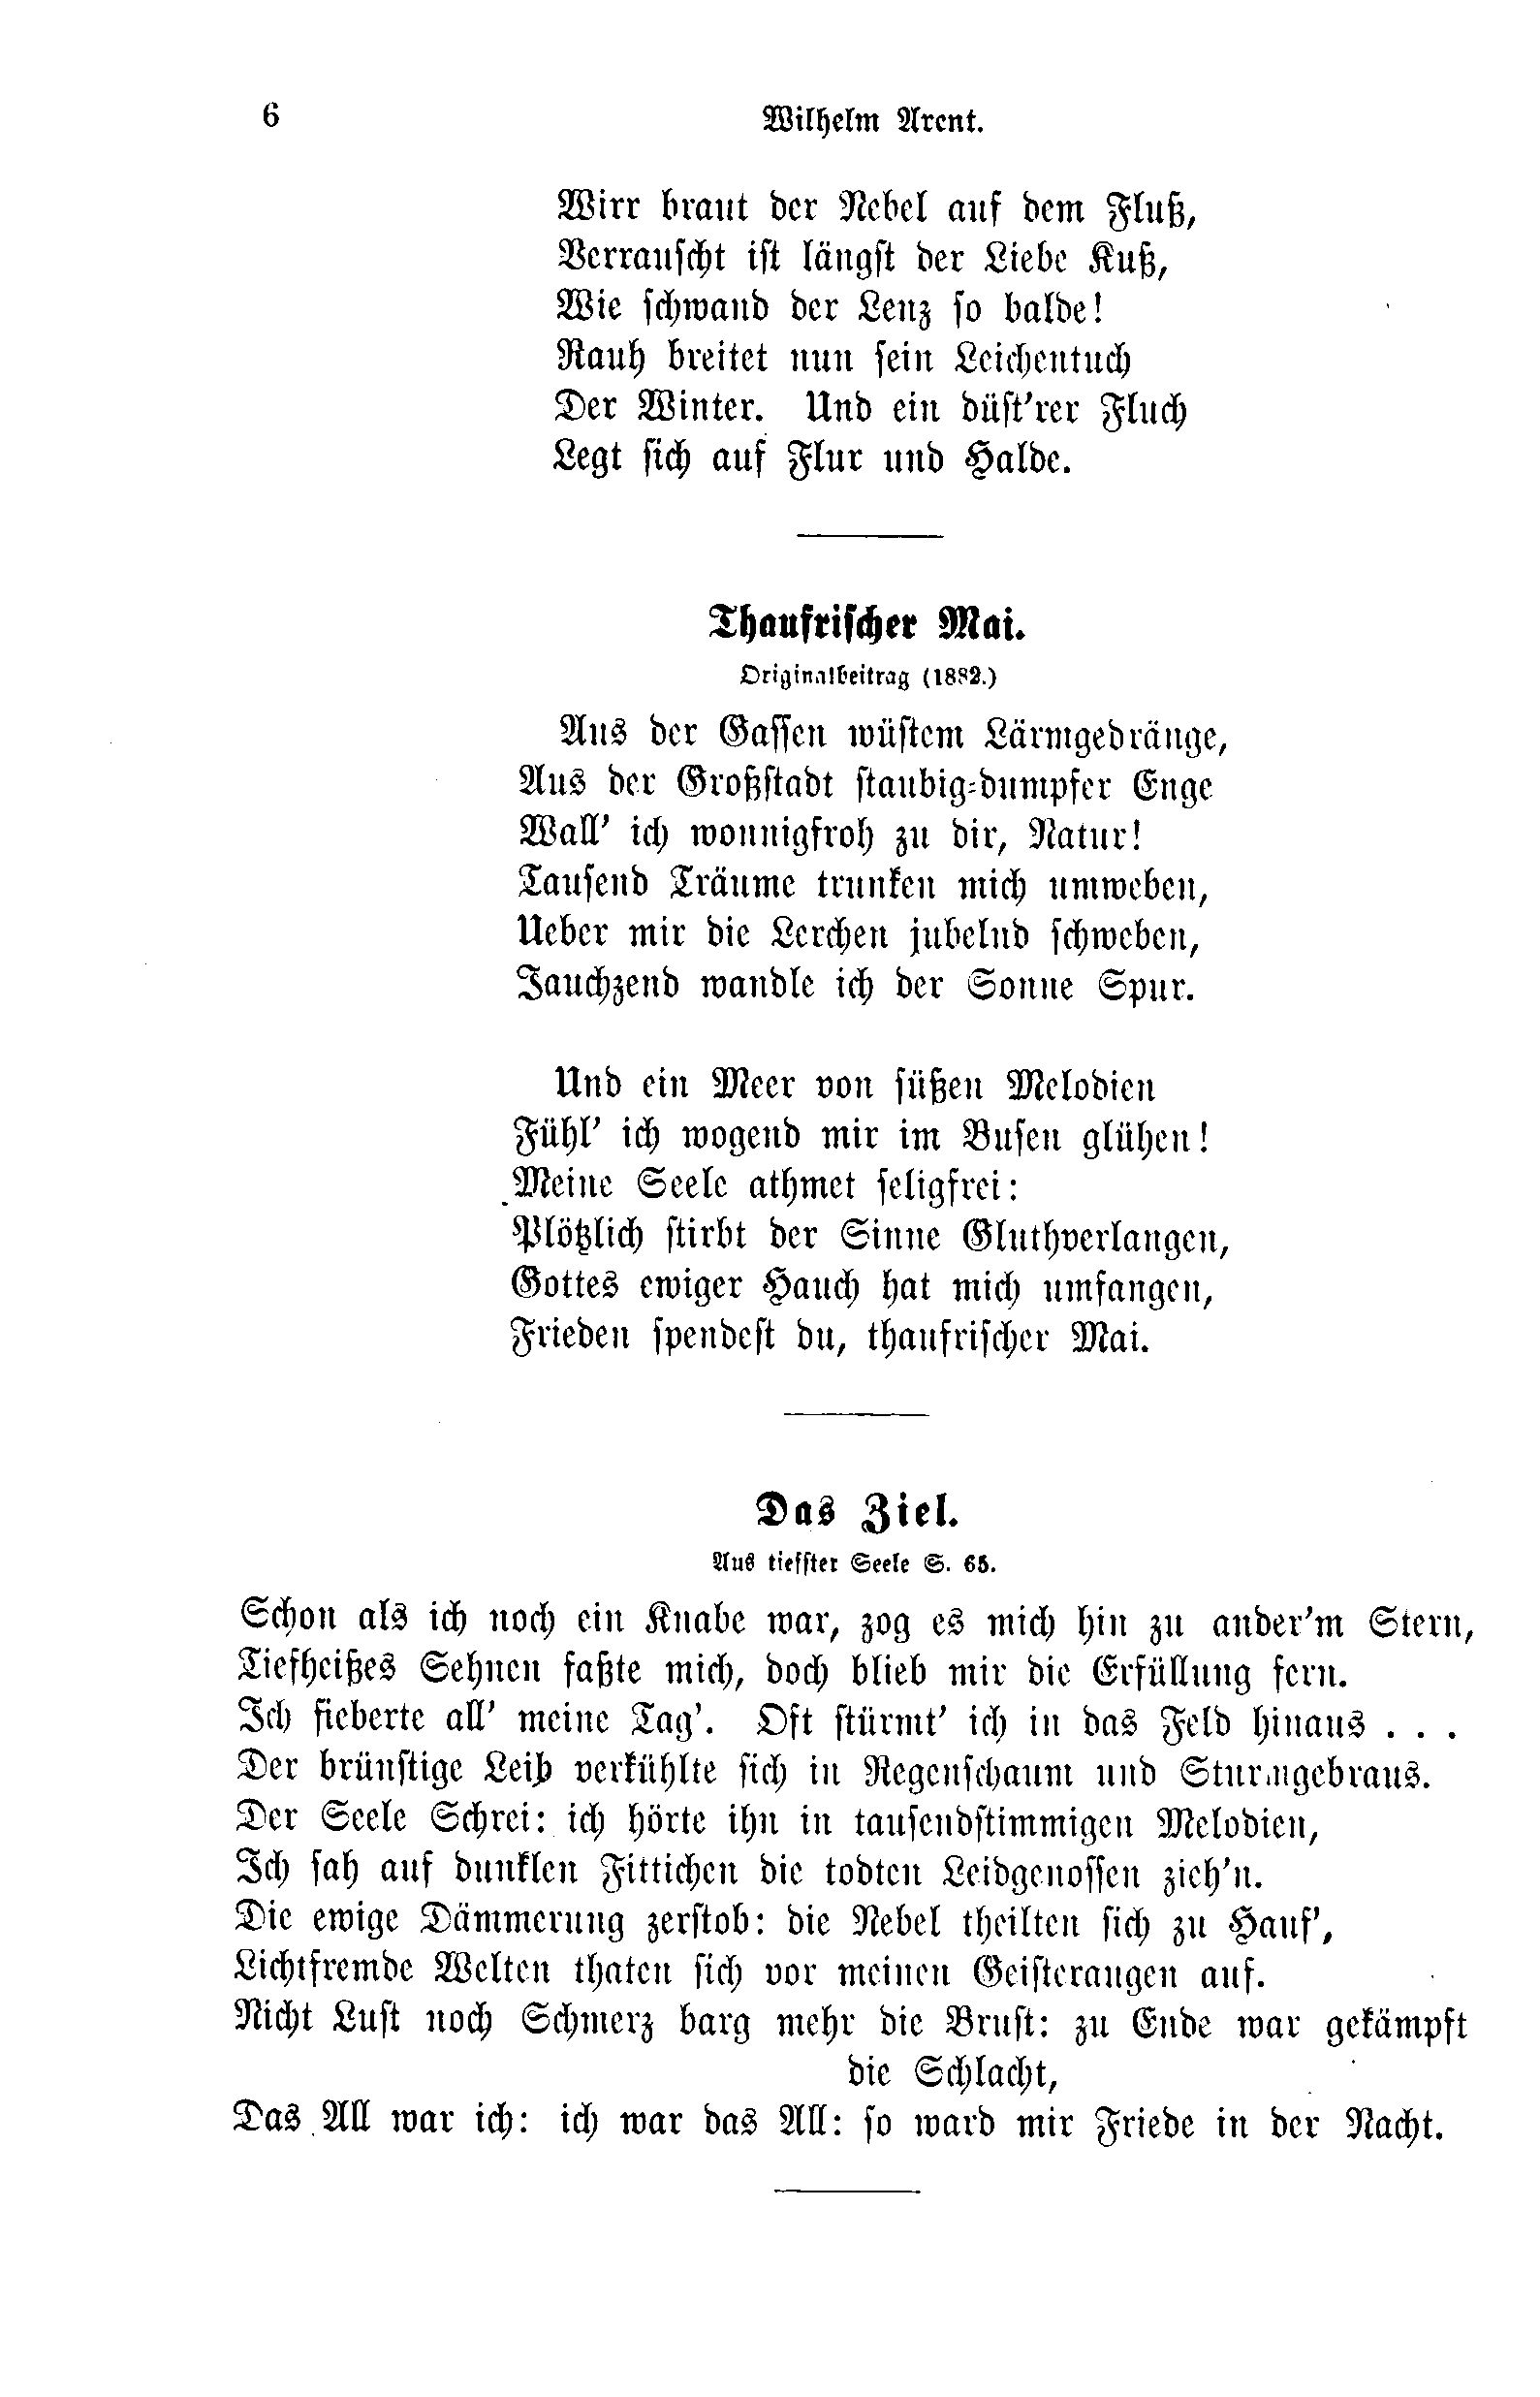 6
Wilhelm Arent.
Wirr braut der Nebel auf dem Fluß,
Verrauscht ist längst der Liebe Kuß,
Wie schwand der Lenz so balde!
Rauh breitet nun sein Leichentuch
Der Winter. Und ein düst'rer Fluch
Legt sich auf Flur und Halde.
Thaufrischer Mai.
Originalbeitrag (1882.)
Aus der Gassen wüstem Lärmgedränge,
Aus der Großstadt staubig-dumpfer Enge
Wall' ich wonnigfroh zu dir, Natur!
Tausend Träume trunken mich umweben,
Ueber mir die Lerchen jubelnd schweben,
Jauchzend wandle ich der Sonne Spur.
Und ein Meer von süßen Melodien
Fühl' ich wogend mir im Busen glühen!
Meine Seele athmet seligfrei:
Plötzlich stirbt der Sinne Gluthverlangen,
Gottes ewiger Hauch hat mich umfangen,
Frieden spendest du, thaufrischer Mai.
Das Ziel.
Aus tiefster Seele S. 65.
Schon als ich noch ein Knabe war, zog es mich hin zu ander'm Stern,
Tiefheißes Sehnen faßte mich, doch blieb mir die Erfüllung fern.
Ich fieberte all' meine Tag'. Oft stürmt' ich in das Feld hinaus . . .
Der brünstige Leib verkühlte sich in Regenschaum und Sturmgebraus.
Der Seele Schrei: ich hörte ihn in tausendstimmigen Melodien,
Ich sah auf dunklen Fittichen die todten Leidgenossen zieh'n.
Die ewige Dämmerung zerstob: die Nebel theilten sich zu Hauf',
Lichtfremde Welten thaten sich vor meinen Geisteraugen auf.
Nicht Lust noch Schmerz barg mehr die Brust: zu Ende war gekämpft
die Schlacht,
Das All war ich: ich war das All: so ward mir Friede in der Nacht.